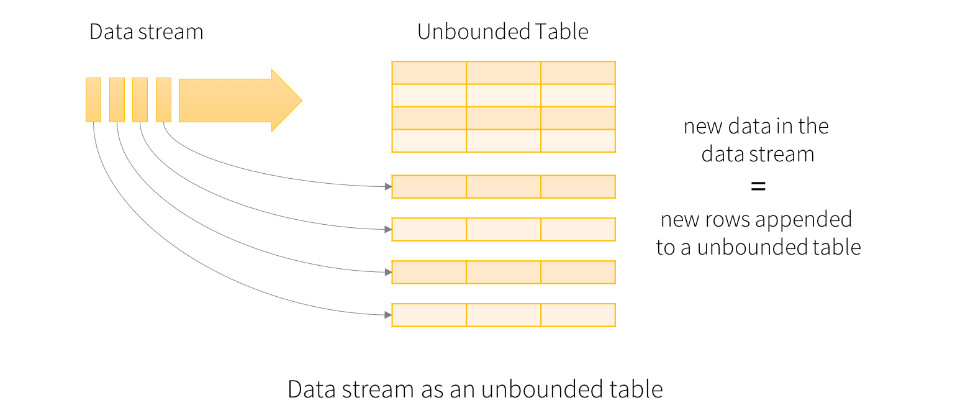 Data stream
Unbounded Table
new data in the
data stream
=
new rows appended
to a unbounded table
Data stream as an unbounded table